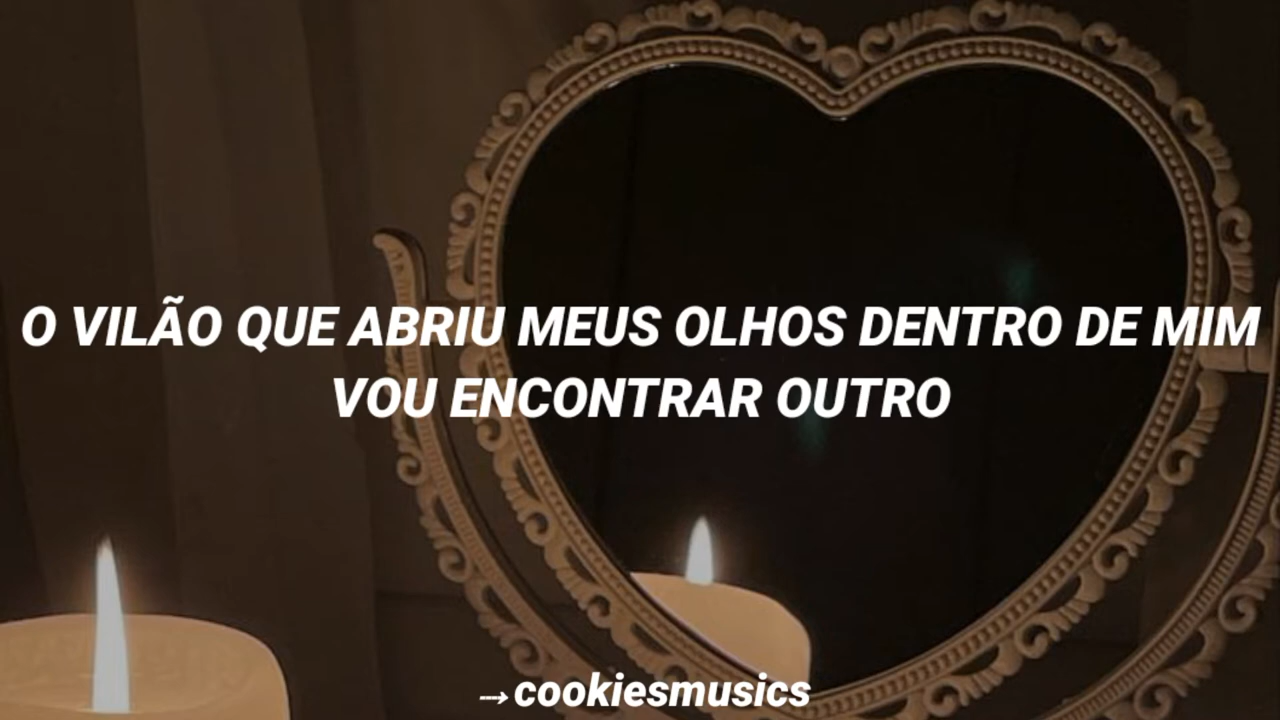 O VILÃO QUE ABRIU MEUS OLHOS DENTRO DE MIM
VOU ENCONTRAR OUTRO
⤑cookiesmusics